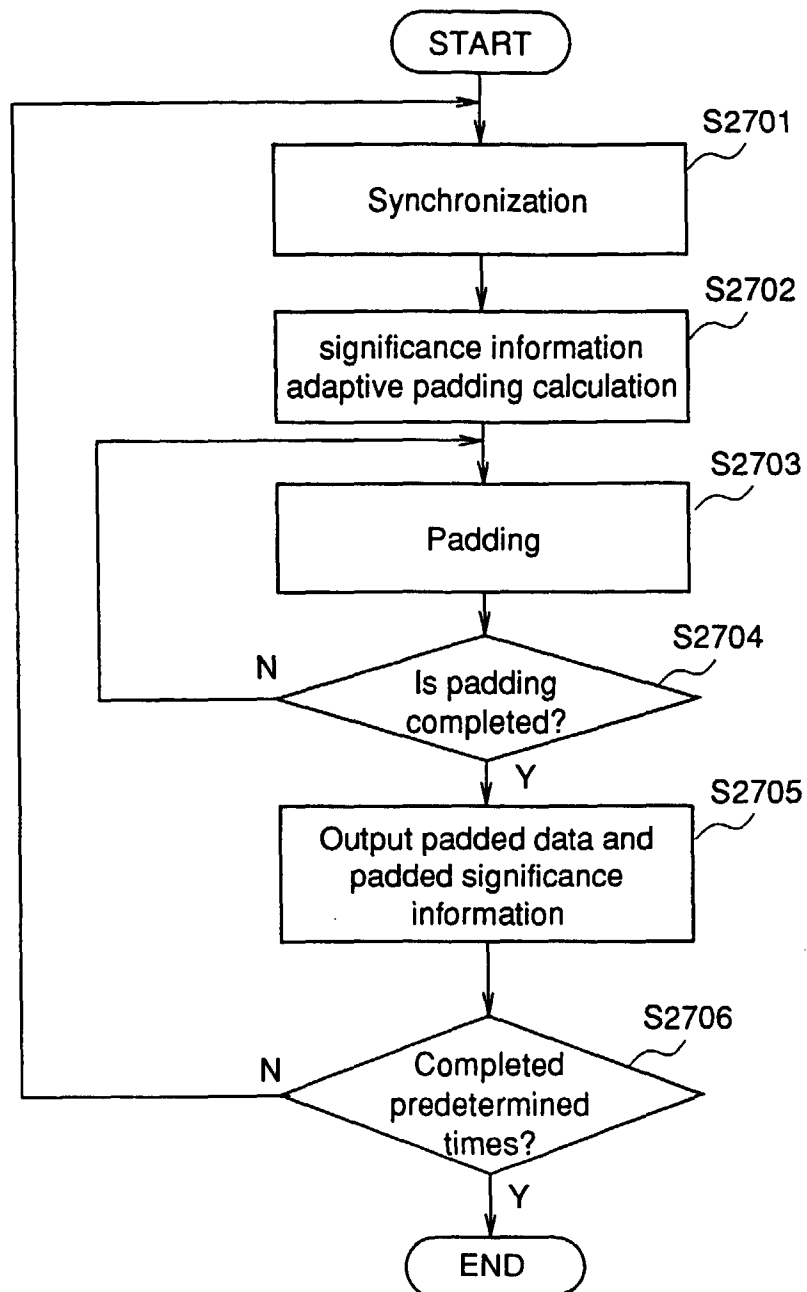 START
S2701
Synchronization
S2702
significance information
adaptive padding calculation
S2703
Padding
S2704
N
Is padding
completed?
Y
S2705
Output padded data and
padded significance
information
S2706
N
Completed
predetermined
times?
Y
END